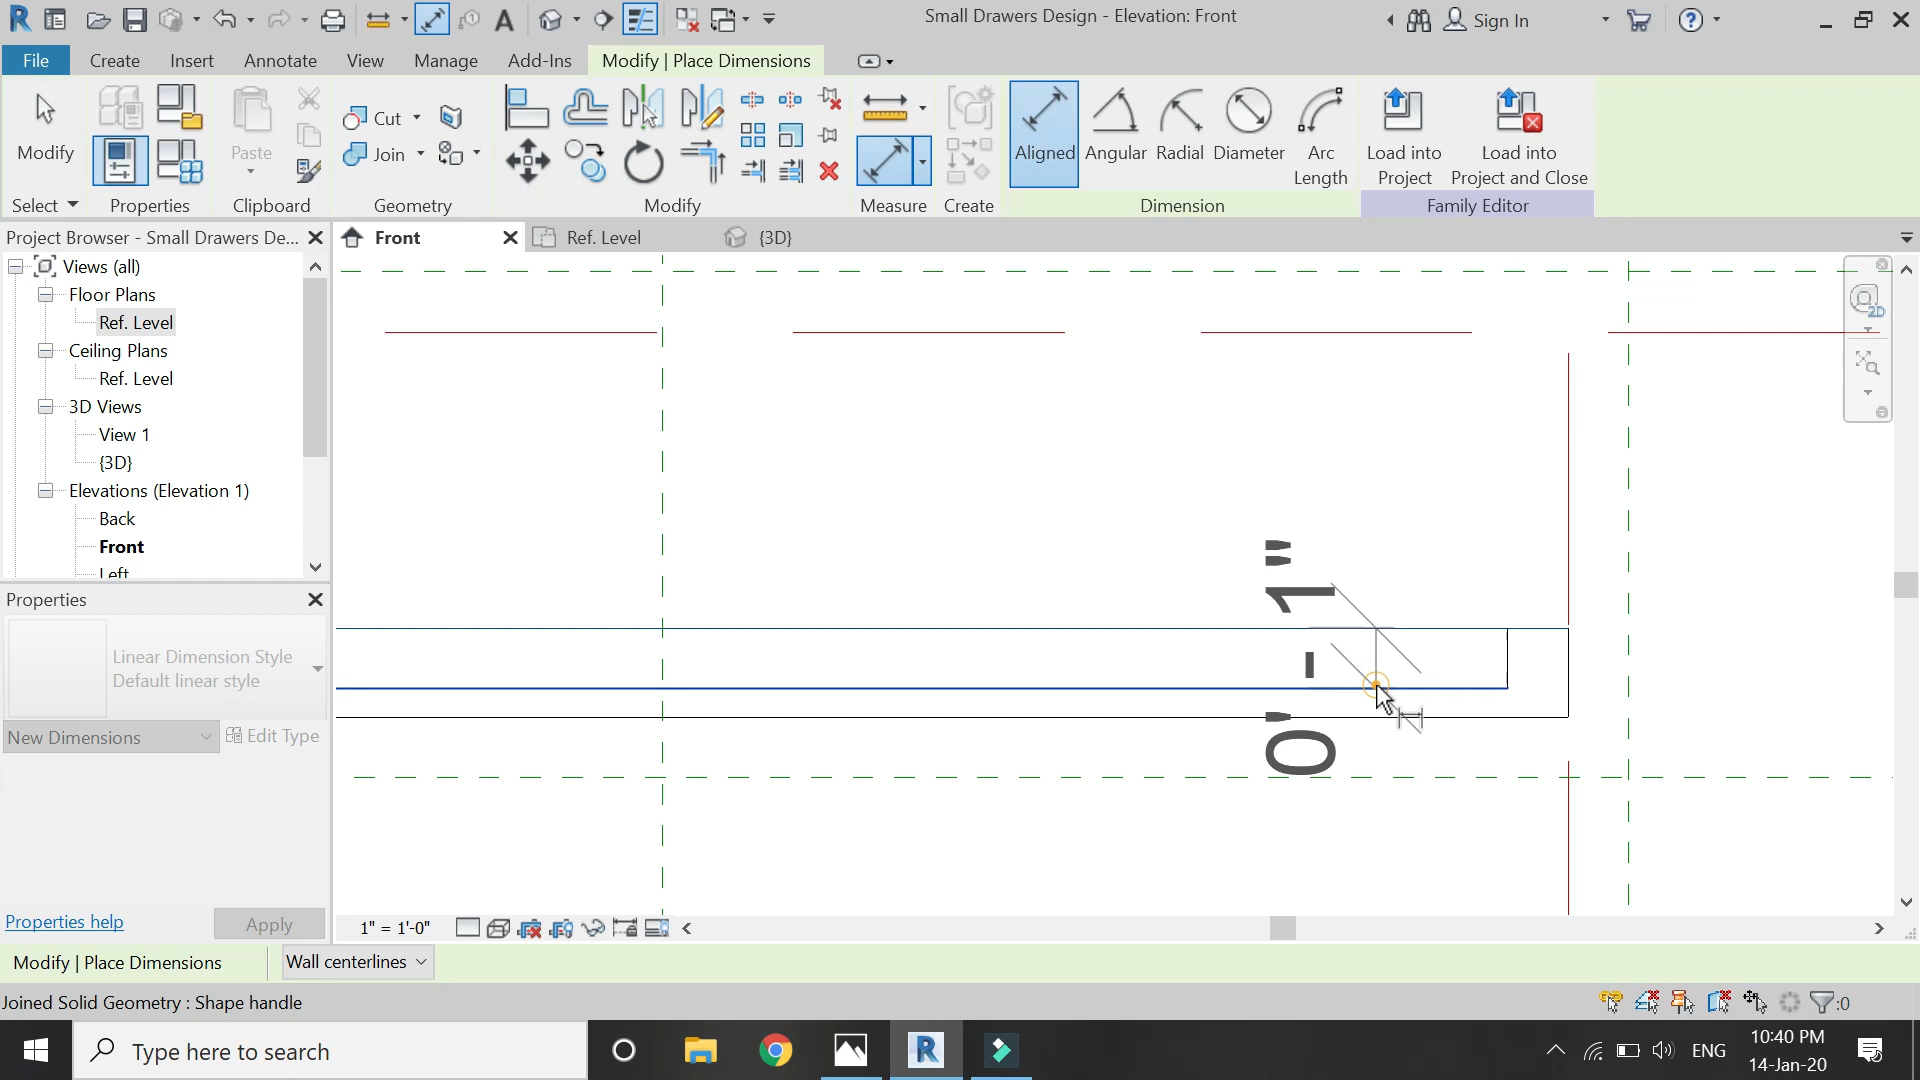 Small Drawers Design - Elevation: Front
Sign In
File
Create
Insert
Annotate
View
Manage
Add-Ins
Modify | Place Dimensions
Modify
Paste
Cut
Join
Aligned
Angular
Radial
Diameter
Arc
Length
Load into
Project
Load into
Project and Close
Select
Properties
Clipboard
Geometry
Modify
Measure
Create
Dimension
Family Editor
Project Browser - Small Drawers De...
Front
Ref. Level
{3D}
Views (all)
Floor Plans
Ref. Level
Ceiling Plans
Ref. Level
3D Views
View 1
{3D}
Elevations (Elevation 1)
Back
Front
Left
2D
0' - 1"
Properties
Linear Dimension Style
Default linear style
New Dimensions
Edit Type
Properties help
Apply
1" = 1'-0"
Modify | Place Dimensions
Wall centerlines
Joined Solid Geometry : Shape handle
:0
Type here to search
ENG
10:40 PM
14-Jan-20